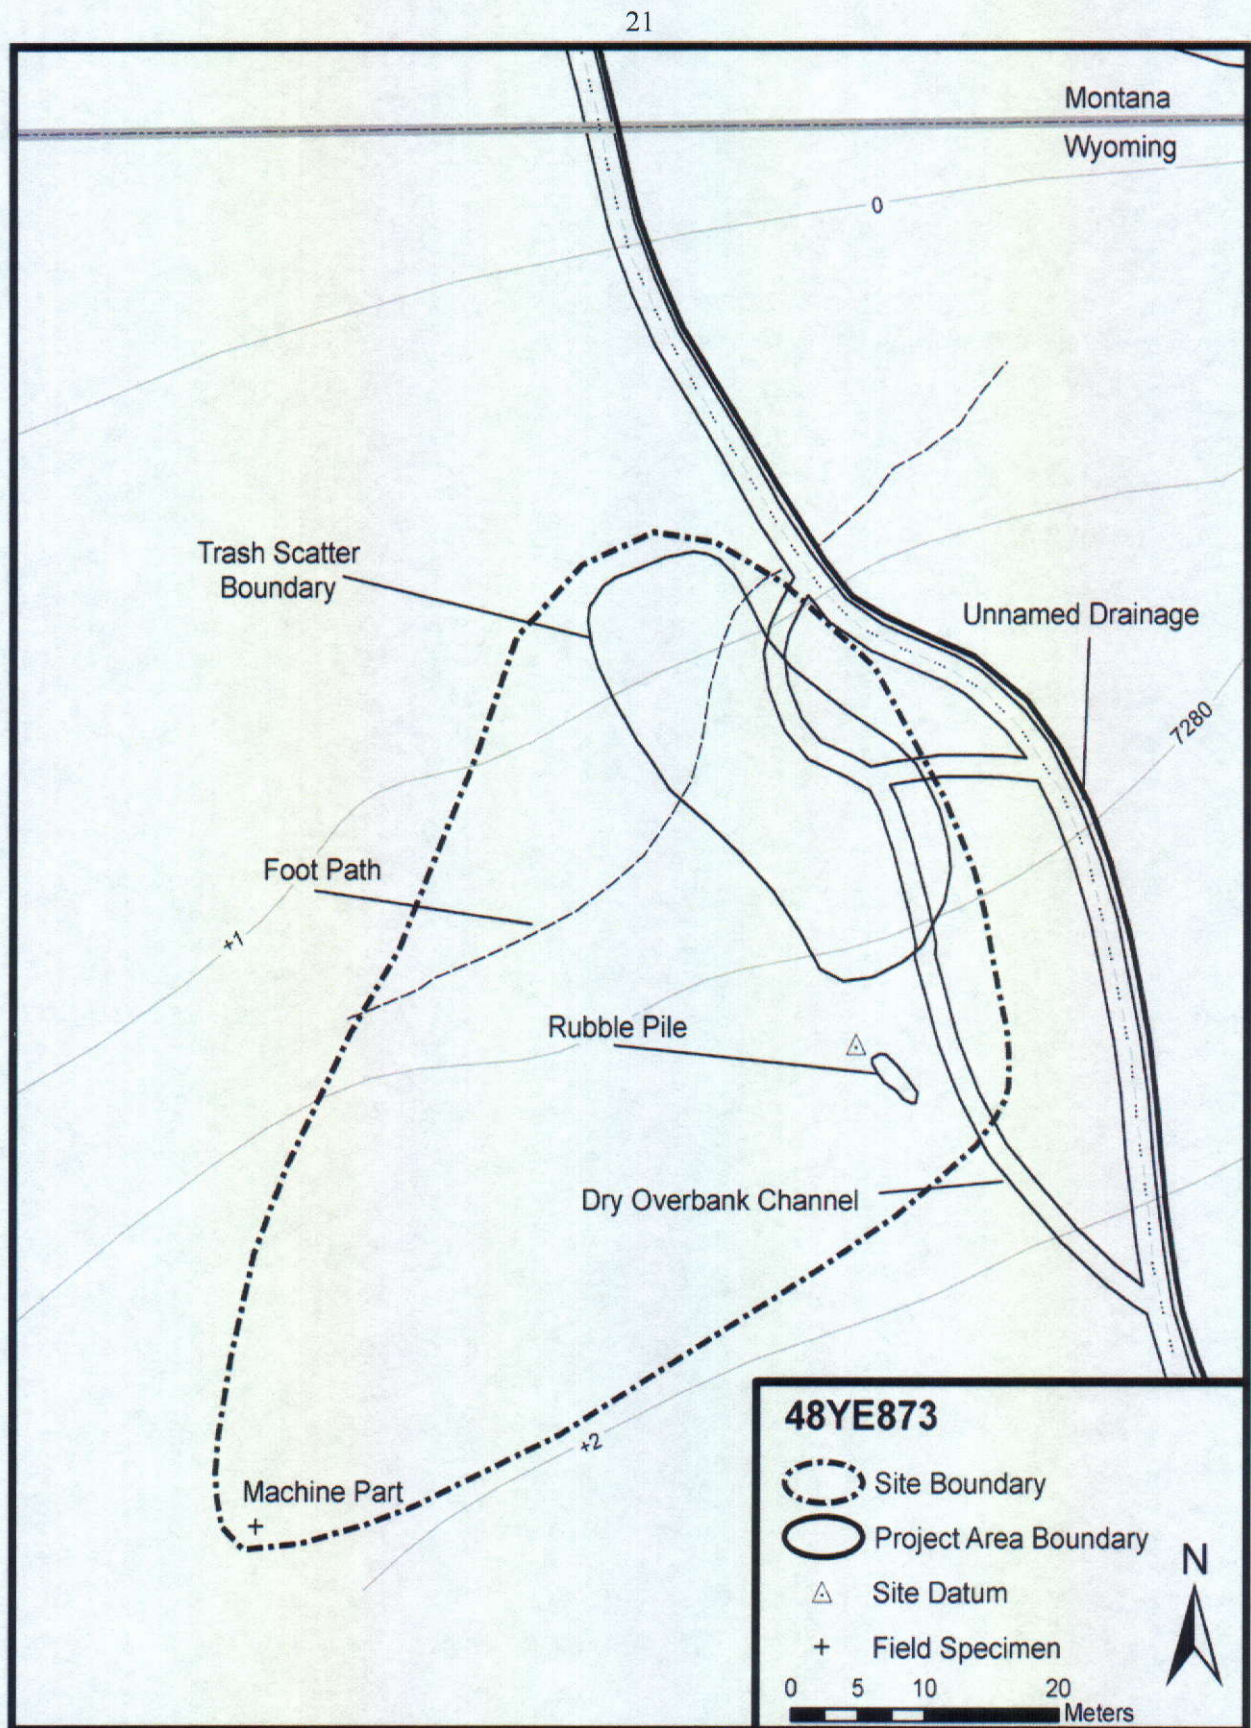 21
Montana
Wyoming
0
Trash Scatter
Boundary
Unnamed Drainage
7280
Foot Path
+1
Rubble Pile
Dry Overbank Channel
+2
Machine Part
48YE873
Site Boundary
Project Area Boundary
Site Datum
Field Specimen
N
0 5 10 20
Meters